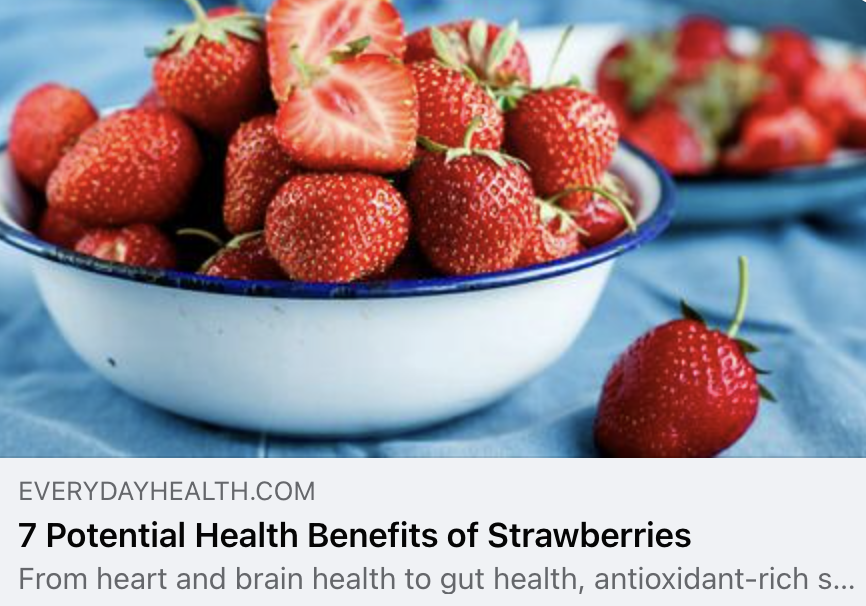 EVERYDAYHEALTH.COM
7 Potential Health Benefits of Strawberries
From heart and brain health to gut health, antioxidant-rich s...